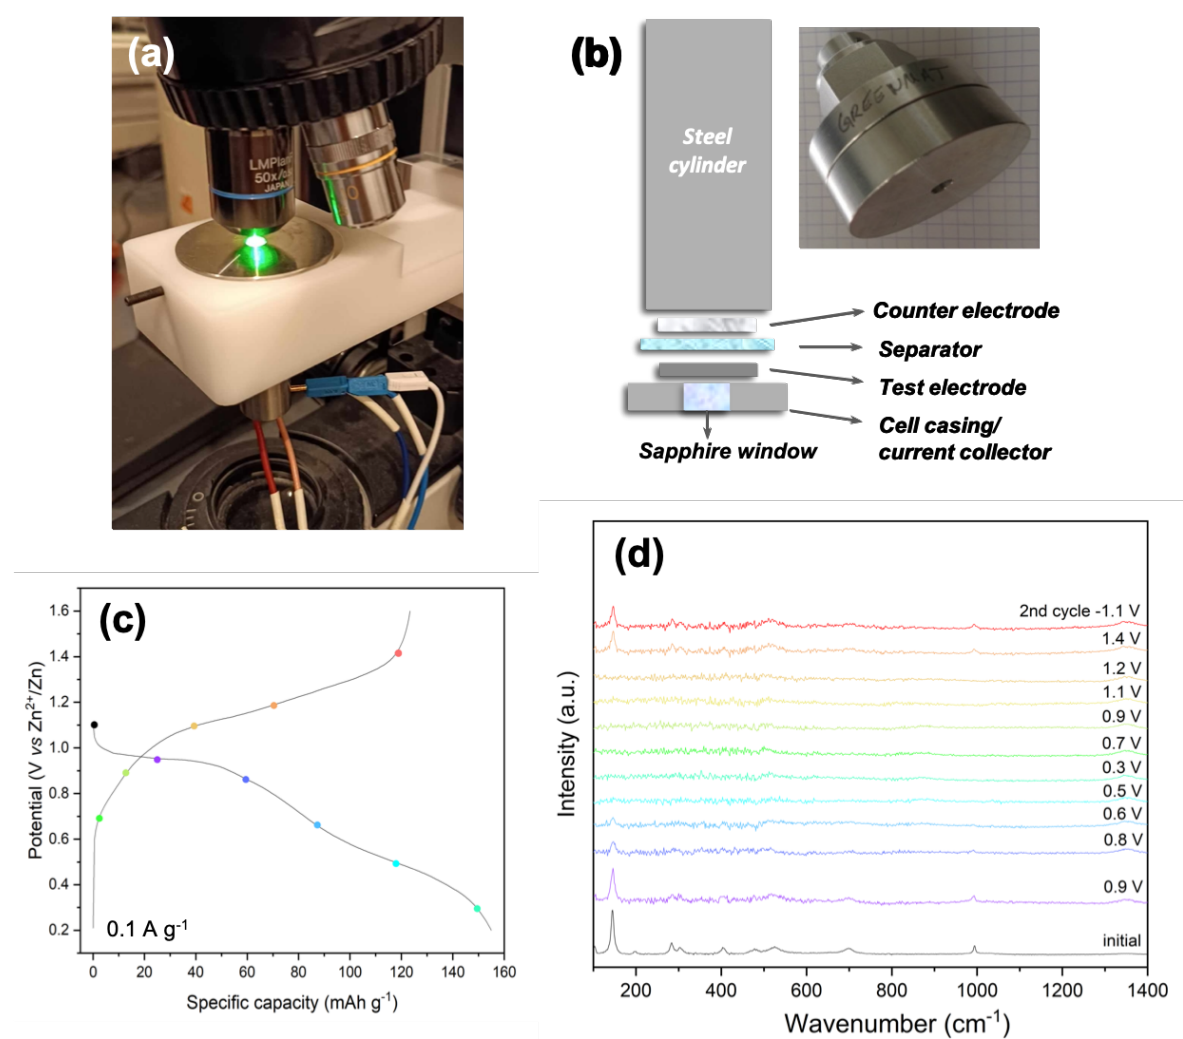 (a)
LMPlan
50x/0.
JAPAN
(b)
Steel
cylinder
GREENMAT
Counter electrode
Separator
Test electrode
Cell casing/
current collector
Sapphire window
(c)
1.6
1.4
1.2
1.0
0.8
0.6
0.4
0.2
Potential (V vs Zn²⁺/Zn)
0.1 A g⁻¹
0 20 40 60 80 100 120 140 160
Specific capacity (mAh g⁻¹)
(d)
2nd cycle -1.1 V
1.4 V
1.2 V
1.1 V
0.9 V
0.7 V
0.3 V
0.5 V
0.6 V
0.8 V
0.9 V
initial
Intensity (a.u.)
200 400 600 800 1000 1200 1400
Wavenumber (cm⁻¹)